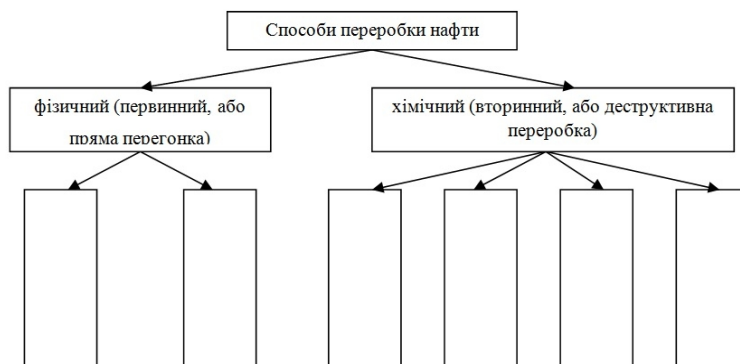 Способи переробки нафти
фізичний (первинний, або
пряма перегонка)
хімічний (вторинний, або деструктивна
переробка)